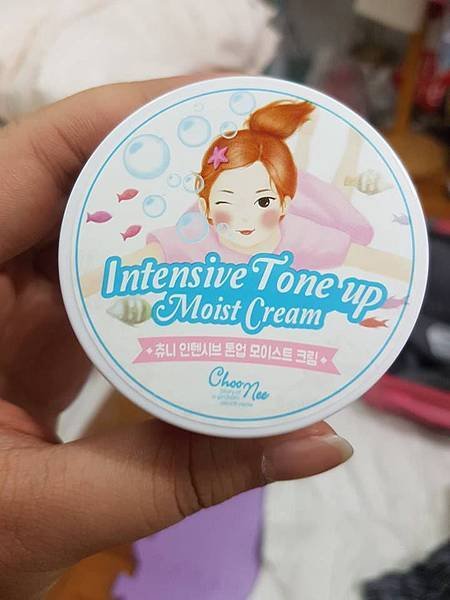 Intensive Tone up
Moist Cream
츄니 인텐시브 톤업 모이스트 크림
Choo
Nee